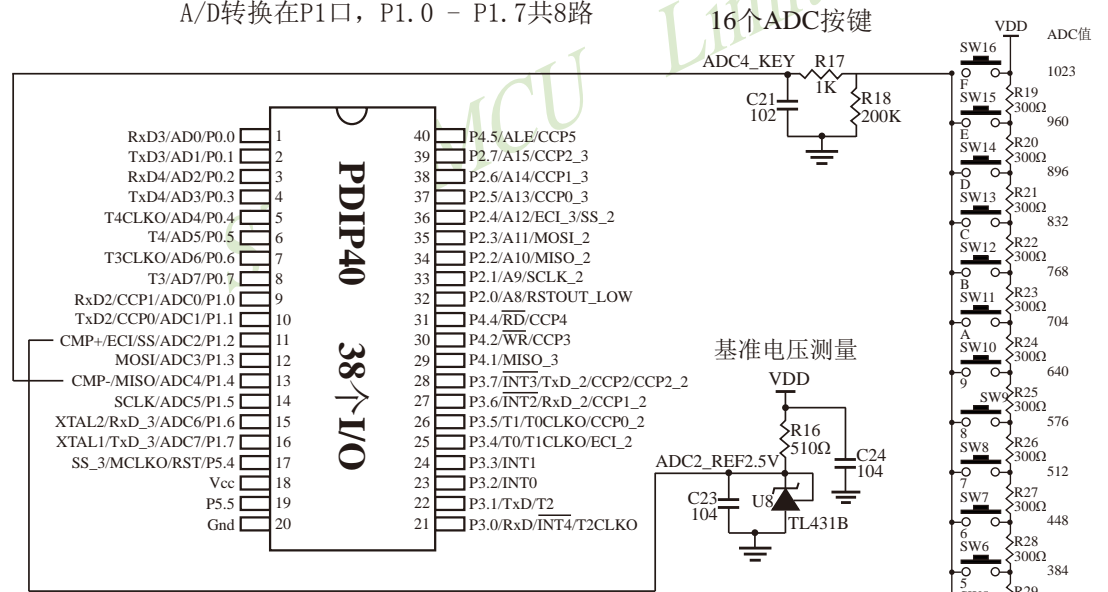 A/D转换在P1口，P1.0 - P1.7共8路
16个ADC按键
VDD
ADC值
ADC4_KEY
R17
1K
C21
102
R18
200K
SW16
F
1023
R19
300Ω
SW15
E
960
R20
300Ω
SW14
D
896
R21
300Ω
SW13
C
832
R22
300Ω
SW12
B
768
R23
300Ω
SW11
A
704
R24
300Ω
SW10
9
640
R25
300Ω
SW9
8
576
R26
300Ω
SW8
7
512
R27
300Ω
SW7
6
448
R28
300Ω
SW6
5
384
R29
PDIP40 38个I/O
RxD3/AD0/P0.0 1
TxD3/AD1/P0.1 2
RxD4/AD2/P0.2 3
TxD4/AD3/P0.3 4
T4CLKO/AD4/P0.4 5
T4/AD5/P0.5 6
T3CLKO/AD6/P0.6 7
T3/AD7/P0.7 8
RxD2/CCP1/ADC0/P1.0 9
TxD2/CCP0/ADC1/P1.1 10
CMP+/ECI/SS/ADC2/P1.2 11
MOSI/ADC3/P1.3 12
CMP-/MISO/ADC4/P1.4 13
SCLK/ADC5/P1.5 14
XTAL2/RxD_3/ADC6/P1.6 15
XTAL1/TxD_3/ADC7/P1.7 16
SS_3/MCLKO/RST/P5.4 17
Vcc 18
P5.5 19
Gnd 20
40 P4.5/ALE/CCP5
39 P2.7/A15/CCP2_3
38 P2.6/A14/CCP1_3
37 P2.5/A13/CCP0_3
36 P2.4/A12/ECI_3/SS_2
35 P2.3/A11/MOSI_2
34 P2.2/A10/MISO_2
33 P2.1/A9/SCLK_2
32 P2.0/A8/RSTOUT_LOW
31 P4.4/RD/CCP4
30 P4.2/WR/CCP3
29 P4.1/MISO_3
28 P3.7/INT3/TxD_2/CCP2/CCP2_2
27 P3.6/INT2/RxD_2/CCP1_2
26 P3.5/T1/T0CLKO/CCP0_2
25 P3.4/T0/T1CLKO/ECI_2
24 P3.3/INT1
23 P3.2/INT0
22 P3.1/TxD/T2
21 P3.0/RxD/INT4/T2CLKO
基准电压测量
VDD
R16
510Ω
ADC2_REF2.5V
C24
104
C23
104
U8
TL431B
MCU Limi